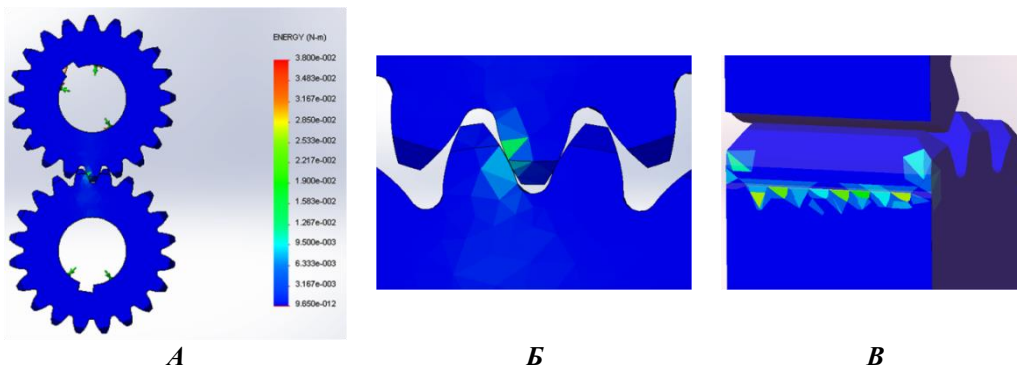 ENERGY (N-m)
3.800e-002
3.483e-002
3.167e-002
2.850e-002
2.533e-002
2.217e-002
1.900e-002
1.583e-002
1.267e-002
9.500e-003
6.333e-003
3.167e-003
9.650e-012
А
Б
В